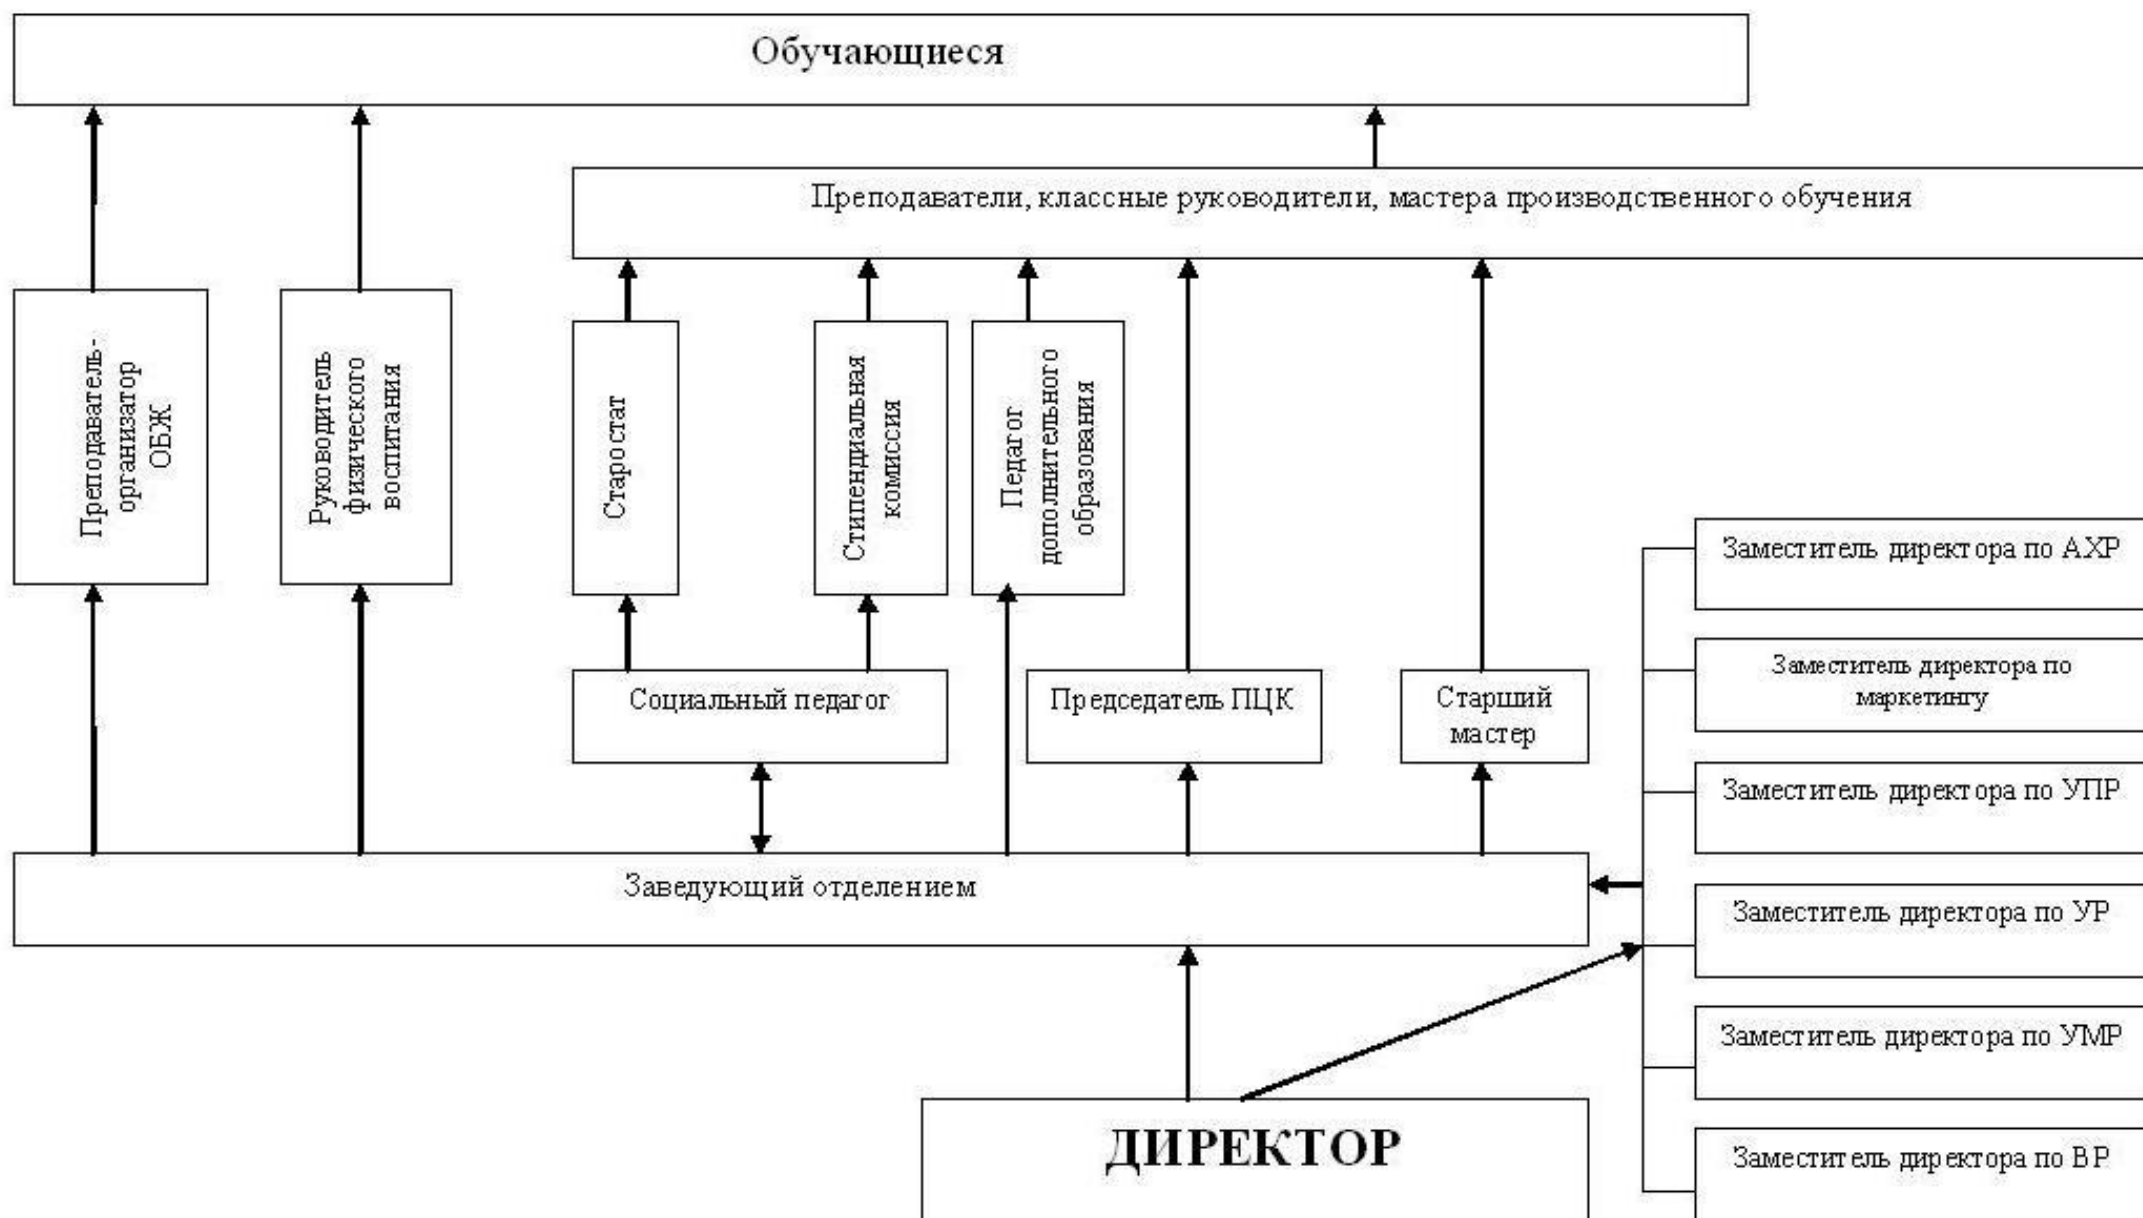 Обучающиеся
Преподаватели, классные руководители, мастера производственного обучения
Преподаватель-
организатор
ОБЖ
Руководитель
физического
воспитания
Старостат
Стипендиальная
комиссия
Педагог
дополнительного
образования
Заместитель директора по АХР
Заместитель директора по
маркетингу
Социальный педагог
Председатель ПЦК
Старший
мастер
Заместитель директора по УПР
Заведующий отделением
Заместитель директора по УР
Заместитель директора по УМР
ДИРЕКТОР
Заместитель директора по ВР